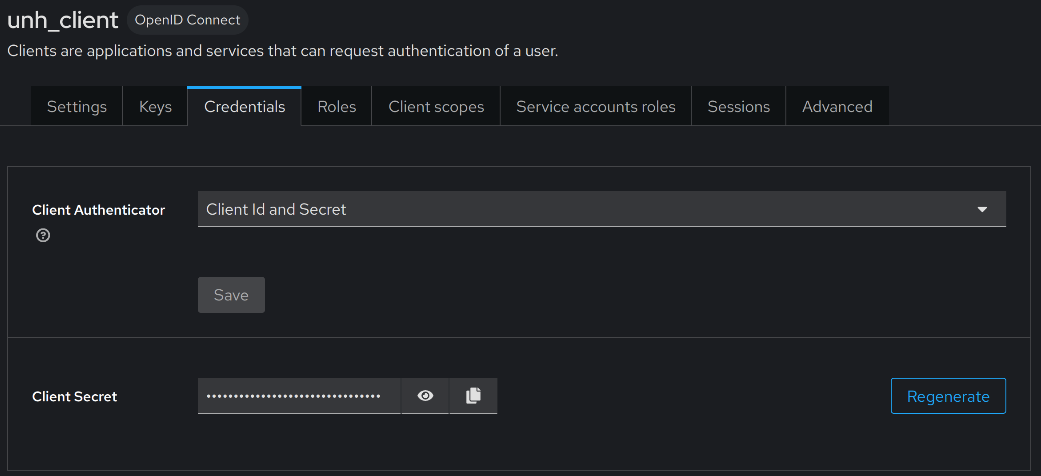 unh_client OpenID Connect
Clients are applications and services that can request authentication of a user.
Settings Keys Credentials Roles Client scopes Service accounts roles Sessions Advanced
Client Authenticator Client Id and Secret
Save
Client Secret Regenerate